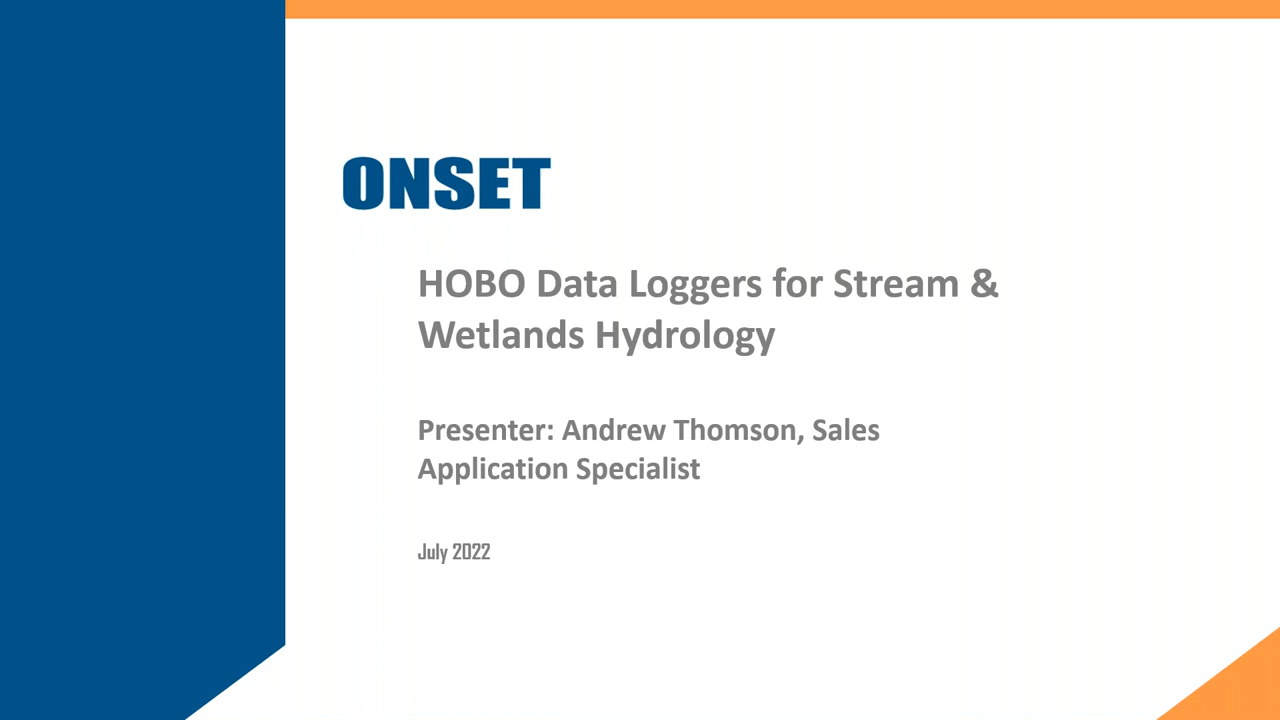 ONSET
HOBO Data Loggers for Stream &
Wetlands Hydrology
Presenter: Andrew Thomson, Sales
Application Specialist
July 2022